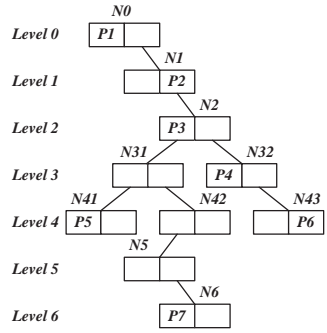 N0
Level 0 P1
N1
Level 1 P2
N2
Level 2 P3
N31 N32
Level 3 P4
N41 N42 N43
Level 4 P5 P6
N5
Level 5
N6
Level 6 P7